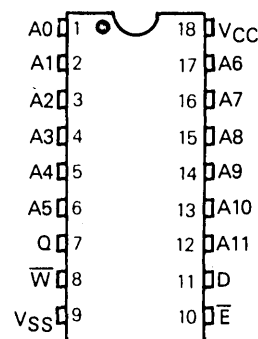 A0 1 18 VCC
A1 2 17 A6
A2 3 16 A7
A3 4 15 A8
A4 5 14 A9
A5 6 13 A10
Q 7 12 A11
W̅ 8 11 D
VSS 9 10 E̅